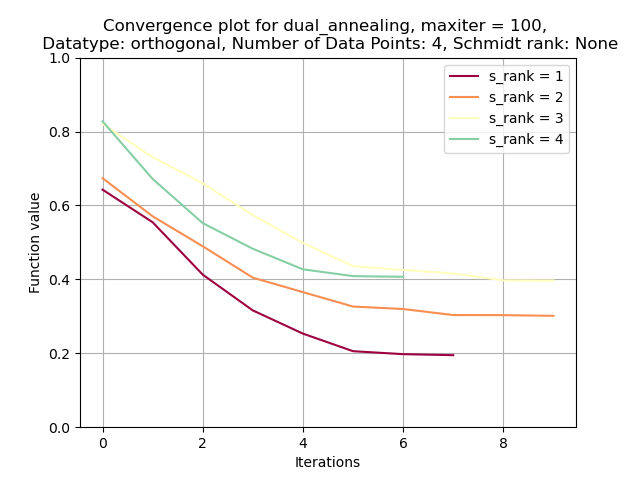 Convergence plot for dual_annealing, maxiter = 100,
Datatype: orthogonal, Number of Data Points: 4, Schmidt rank: None
s_rank = 1
s_rank = 2
s_rank = 3
s_rank = 4
1.0
0.8
0.6
0.4
0.2
0.0
Function value
0 2 4 6 8
Iterations